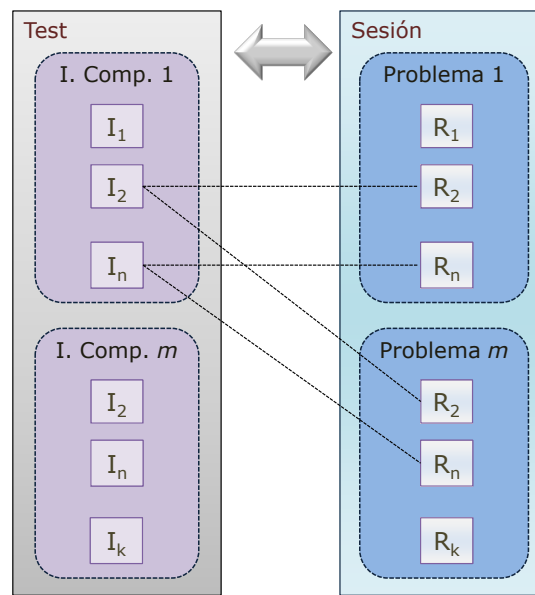 Test
I. Comp. 1
I₁
I₂
Iₙ
I. Comp. m
I₂
Iₙ
Iₖ
Sesión
Problema 1
R₁
R₂
Rₙ
Problema m
R₂
Rₙ
Rₖ